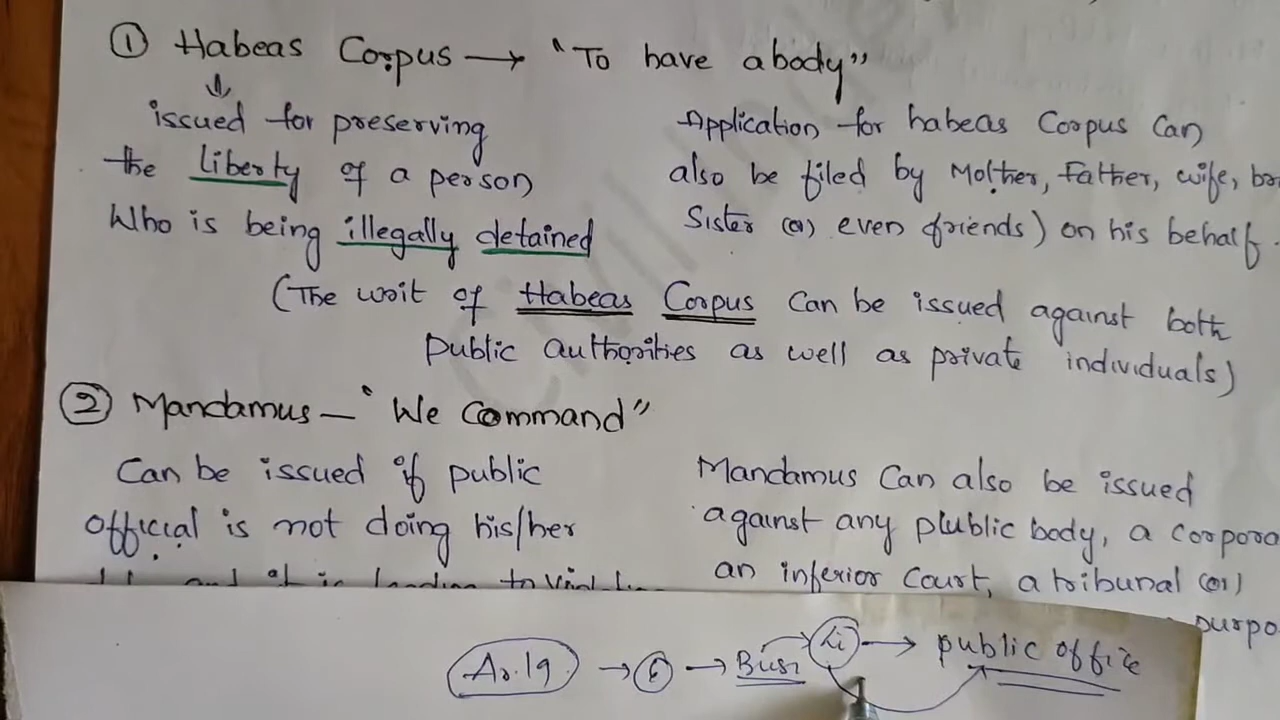 ① Habeas Corpus → "To have a body"
issued for preserving
the liberty of a person
Who is being illegally detained
Application for habeas Corpus Can
also be filed by Mother, Father, wife,
Sister (or) even friends) on his behalf.
(The writ of Habeas Corpus Can be issued against both
public authorities as well as private individuals)
② Mandamus - "We Command"
Can be issued if public
official is not doing his/her
Mandamus Can also be issued
against any plublic body, a corpora
an inferior Court, a tribunal (or)
purpo
Ar.19 → → Busi → Li → public office